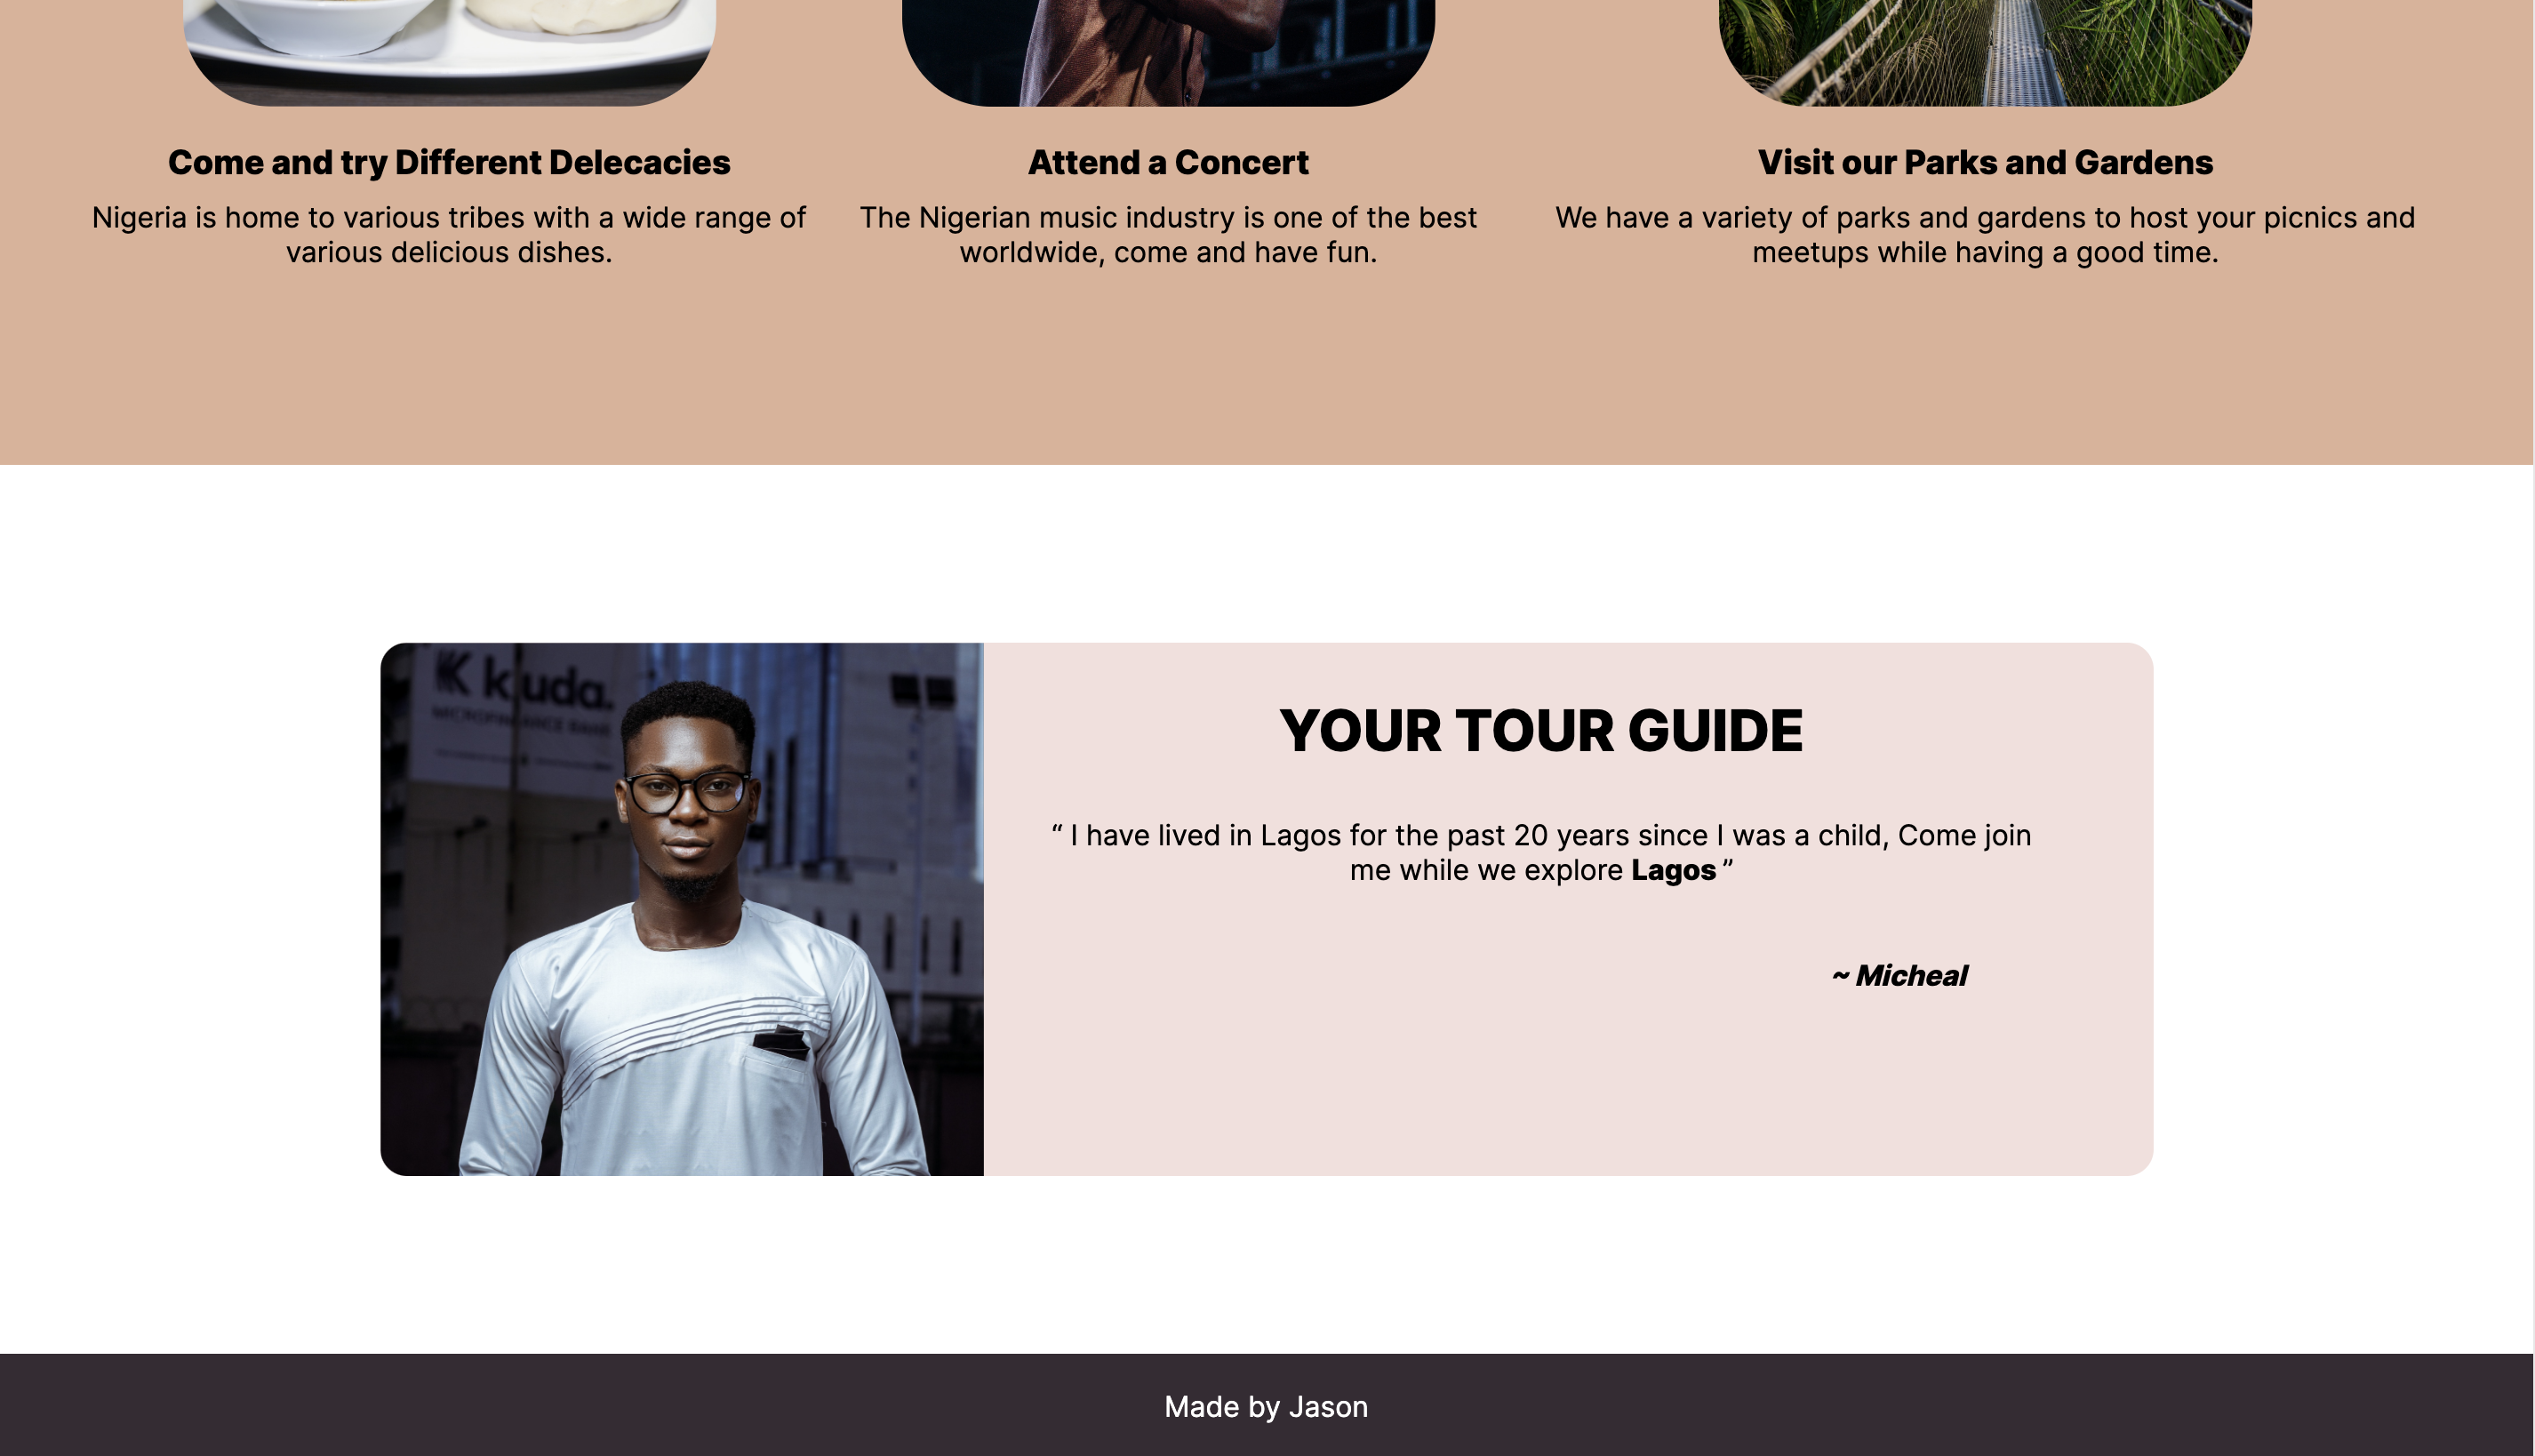 Come and try Different Delecacies
Nigeria is home to various tribes with a wide range of
various delicious dishes.
Attend a Concert
The Nigerian music industry is one of the best
worldwide, come and have fun.
Visit our Parks and Gardens
We have a variety of parks and gardens to host your picnics and
meetups while having a good time.
kuda.
MICROFINANCE BANK
YOUR TOUR GUIDE
“ I have lived in Lagos for the past 20 years since I was a child, Come join
me while we explore Lagos ”
~ Micheal
Made by Jason